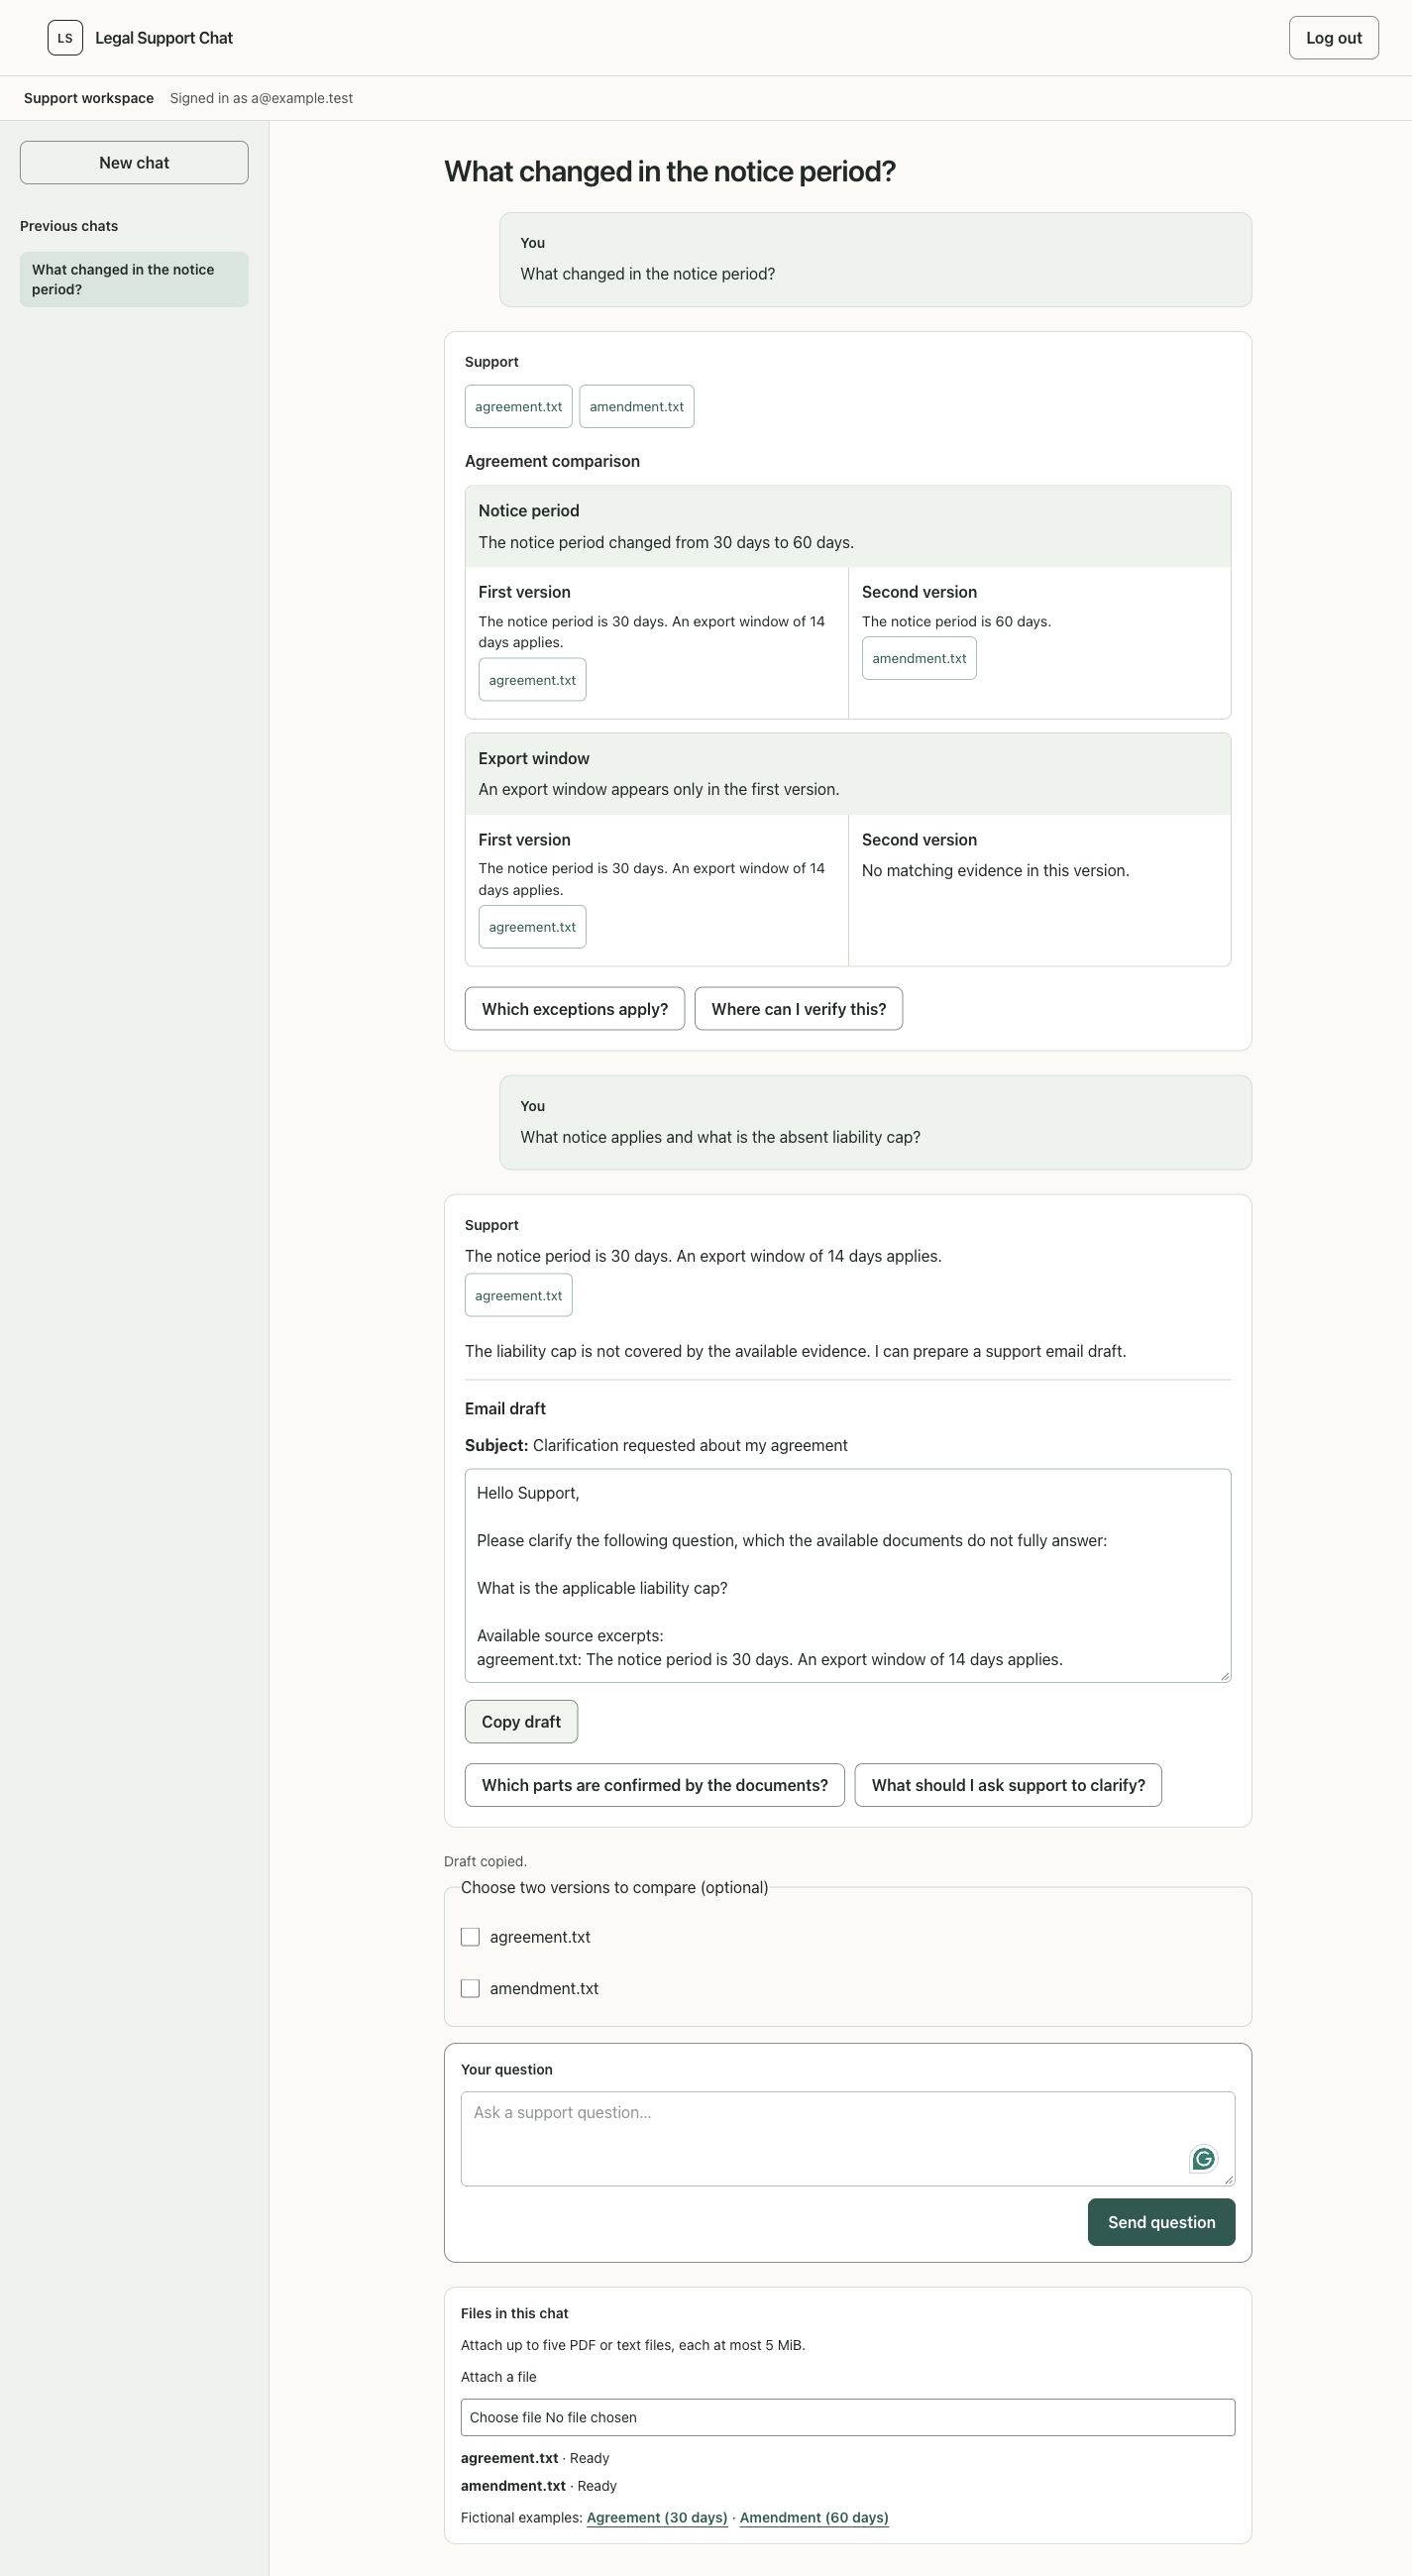 LS Legal Support Chat
Log out
Support workspace Signed in as a@example.test
New chat
Previous chats
What changed in the notice
period?
What changed in the notice period?
You
What changed in the notice period?
Support
agreement.txt amendment.txt
Agreement comparison
Notice period
The notice period changed from 30 days to 60 days.
First version
The notice period is 30 days. An export window of 14
days applies.
agreement.txt
Second version
The notice period is 60 days.
amendment.txt
Export window
An export window appears only in the first version.
First version
The notice period is 30 days. An export window of 14
days applies.
agreement.txt
Second version
No matching evidence in this version.
Which exceptions apply? Where can I verify this?
You
What notice applies and what is the absent liability cap?
Support
The notice period is 30 days. An export window of 14 days applies.
agreement.txt
The liability cap is not covered by the available evidence. I can prepare a support email draft.
Email draft
Subject: Clarification requested about my agreement
Hello Support,
Please clarify the following question, which the available documents do not fully answer:
What is the applicable liability cap?
Available source excerpts:
agreement.txt: The notice period is 30 days. An export window of 14 days applies.
Copy draft
Which parts are confirmed by the documents? What should I ask support to clarify?
Draft copied.
Choose two versions to compare (optional)
agreement.txt
amendment.txt
Your question
Ask a support question...
Send question
Files in this chat
Attach up to five PDF or text files, each at most 5 MiB.
Attach a file
Choose file No file chosen
agreement.txt · Ready
amendment.txt · Ready
Fictional examples: Agreement (30 days) · Amendment (60 days)